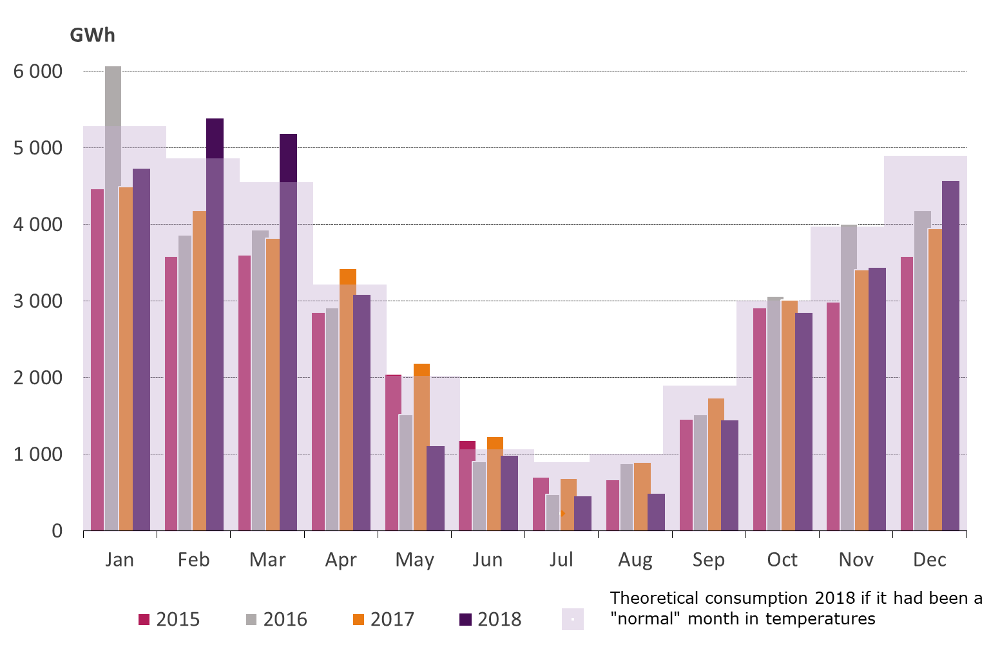 GWh
6 000
5 000
4 000
3 000
2 000
1 000
0
Jan Feb Mar Apr May Jun Jul Aug Sep Oct Nov Dec
2015 2016 2017 2018
Theoretical consumption 2018 if it had been a
"normal" month in temperatures